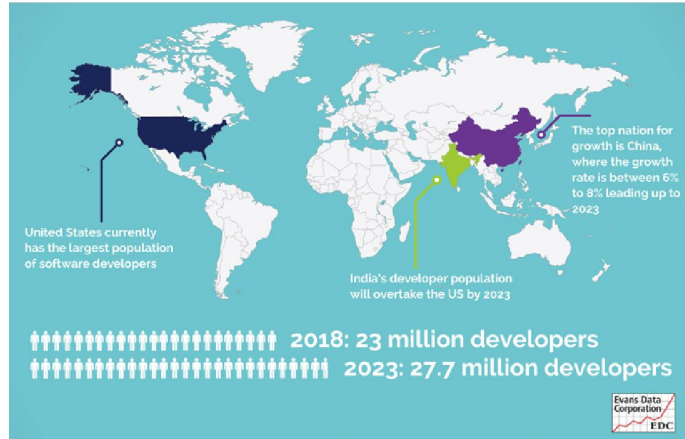 The top nation for
growth is China,
where the growth
rate is between 6%
to 8% leading up to
2023
United States currently
has the largest population
of software developers
India's developer population
will overtake the US by 2023
2018: 23 million developers
2023: 27.7 million developers
Evans Data
Corporation
EDC